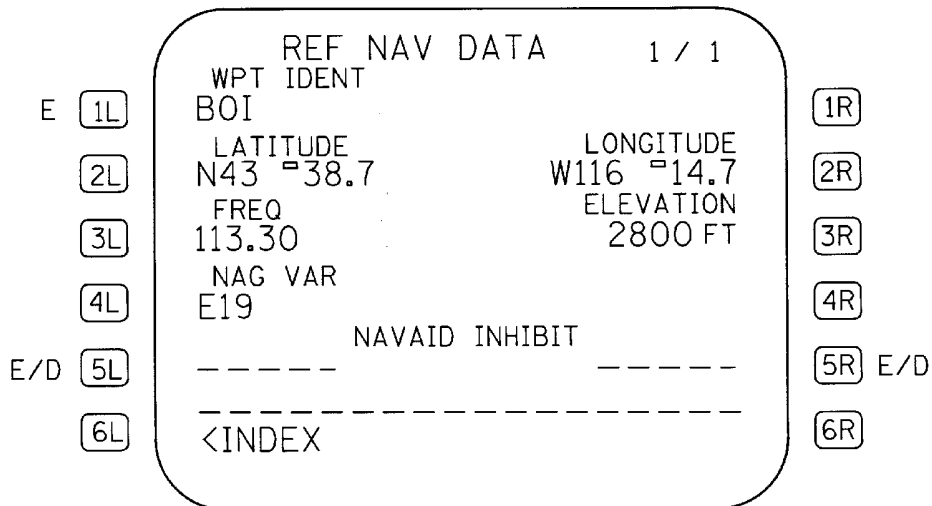 REF NAV DATA 1 / 1
WPT IDENT
E 1L BOI 1R
LATITUDE LONGITUDE
2L N43 °38.7 W116 °14.7 2R
FREQ ELEVATION
3L 113.30 2800 FT 3R
NAG VAR
4L E19 4R
NAVAID INHIBIT
E/D 5L ----- ----- 5R E/D
-----------------
6L <INDEX 6R